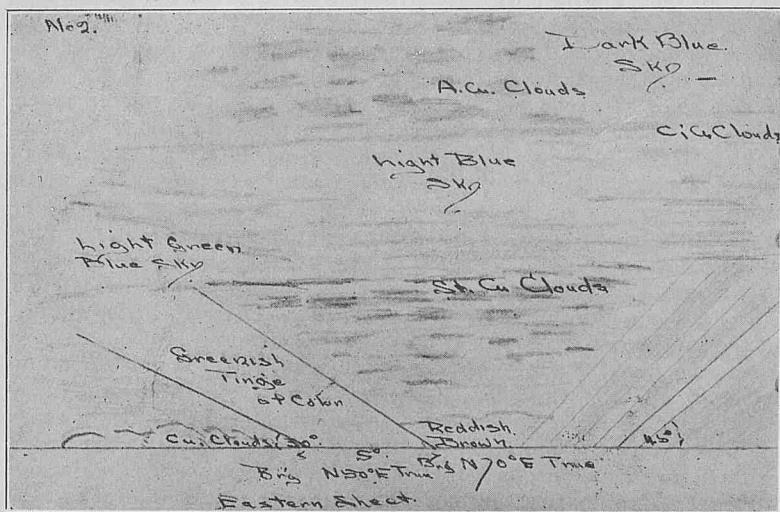 No 2.
Dark Blue
Sky
A.Cu. Clouds
Ci Cu Clouds
Light Blue
Sky
Light Green
Blue Sky
St. Cu Clouds
Greenish
Tinge
of Color
Reddish
Brown
Cu. Clouds 30°
45°
5°
Brg N50°E True
Brg N70°E True
Eastern Sheet.